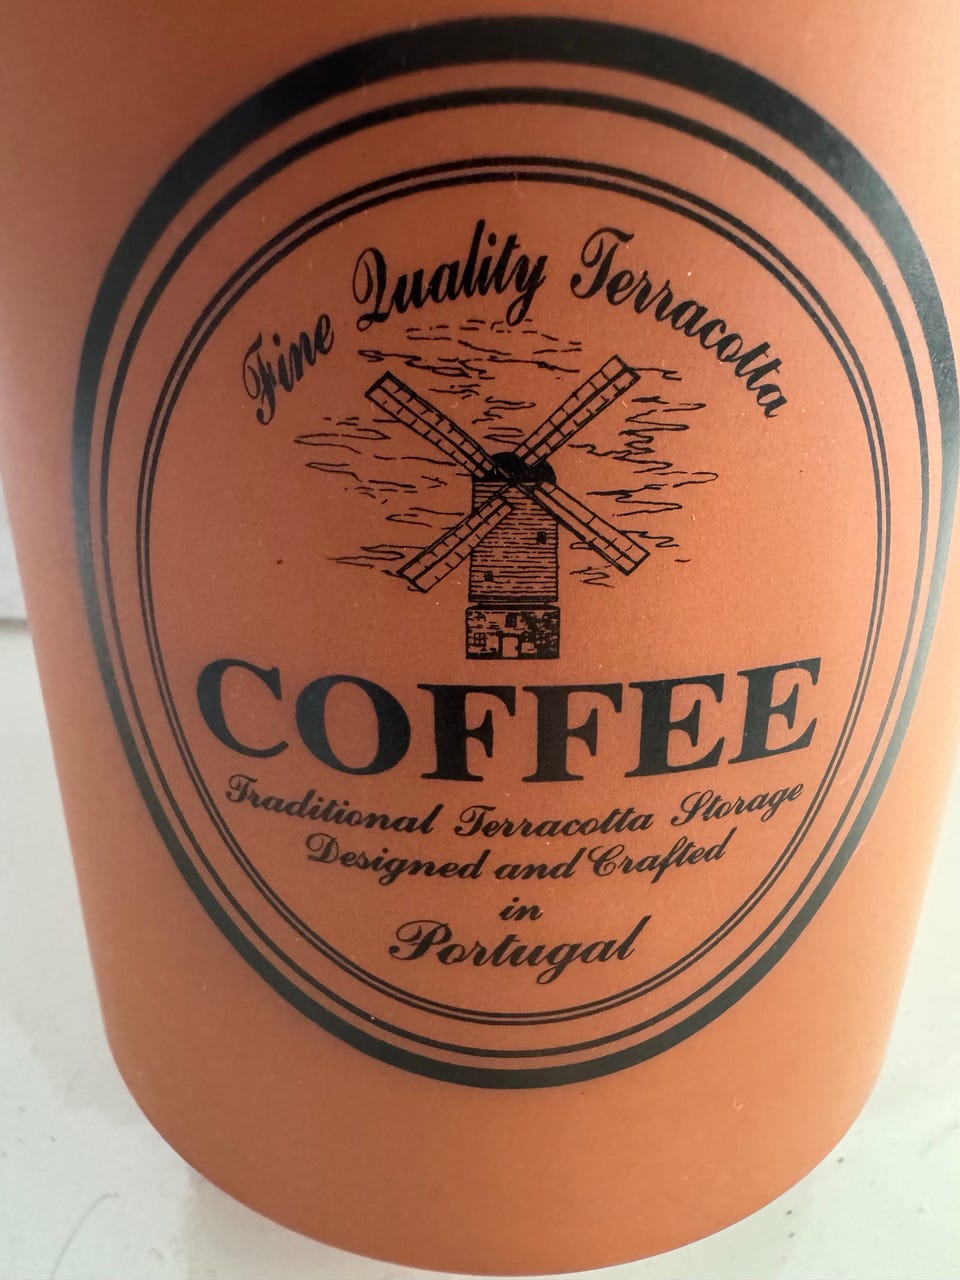 Fine Quality Terracotta
COFFEE
Traditional Terracotta Storage
Designed and Crafted
in
Portugal